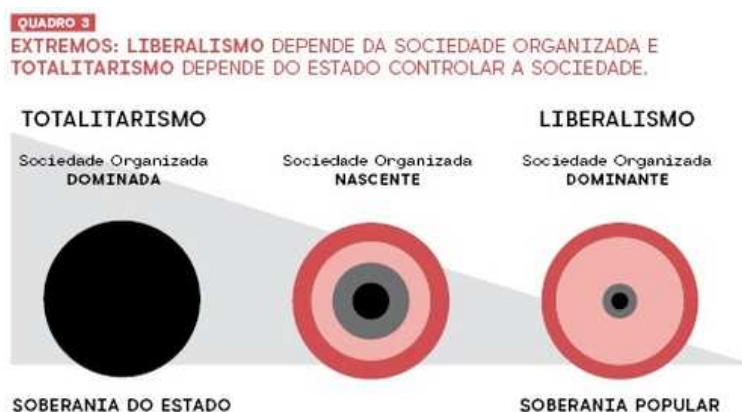 QUADRO 3
EXTREMOS: LIBERALISMO DEPENDE DA SOCIEDADE ORGANIZADA E
TOTALITARISMO DEPENDE DO ESTADO CONTROLAR A SOCIEDADE.
TOTALITARISMO
Sociedade Organizada
DOMINADA
Sociedade Organizada
NASCENTE
LIBERALISMO
Sociedade Organizada
DOMINANTE
SOBERANIA DO ESTADO
SOBERANIA POPULAR